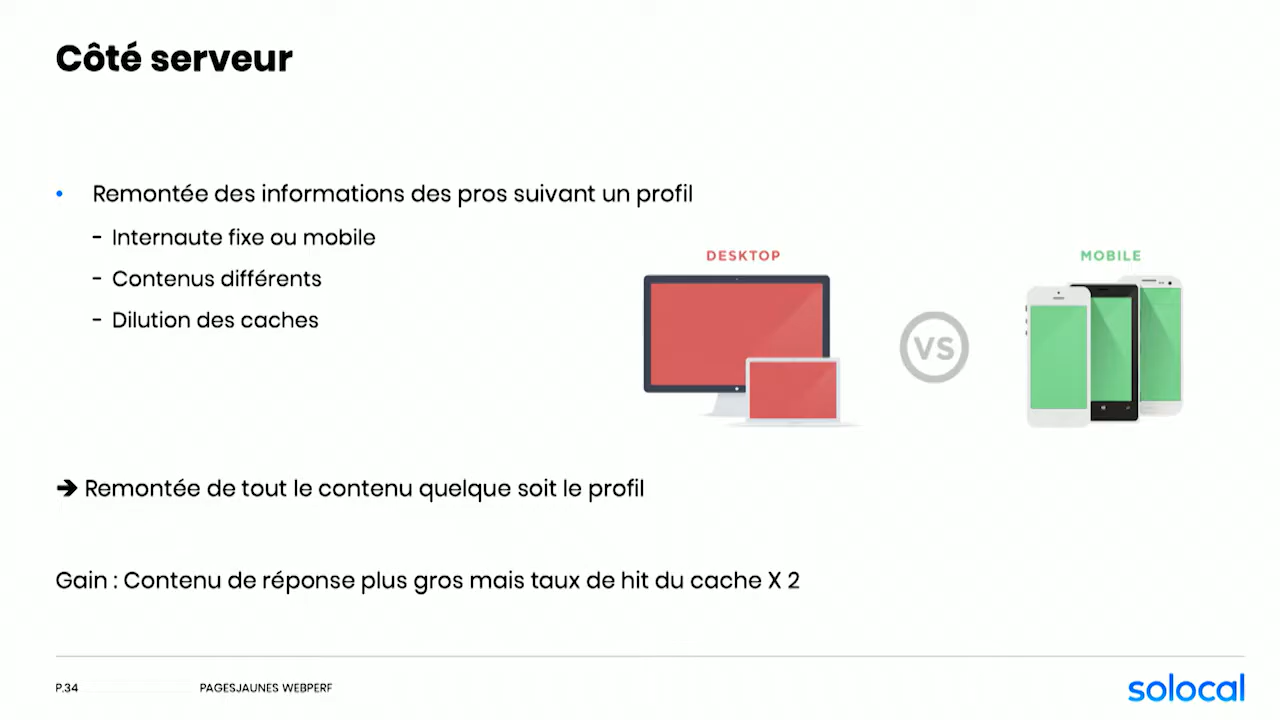 Côté serveur
• Remontée des informations des pros suivant un profil
- Internaute fixe ou mobile
- Contenus différents
- Dilution des caches
DESKTOP
VS
MOBILE
➔ Remontée de tout le contenu quelque soit le profil
Gain : Contenu de réponse plus gros mais taux de hit du cache X 2
P.34
PAGESJAUNES WEBPERF
solocal